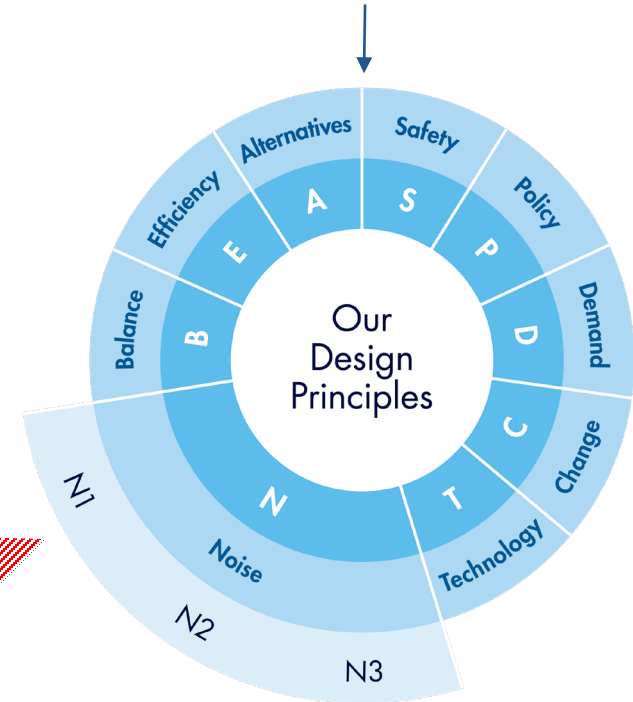 Safety
S
Policy
P
Demand
D
Change
C
Technology
T
Noise
N
N1
N2
N3
Balance
B
Efficiency
E
Alternatives
A
Our
Design
Principles